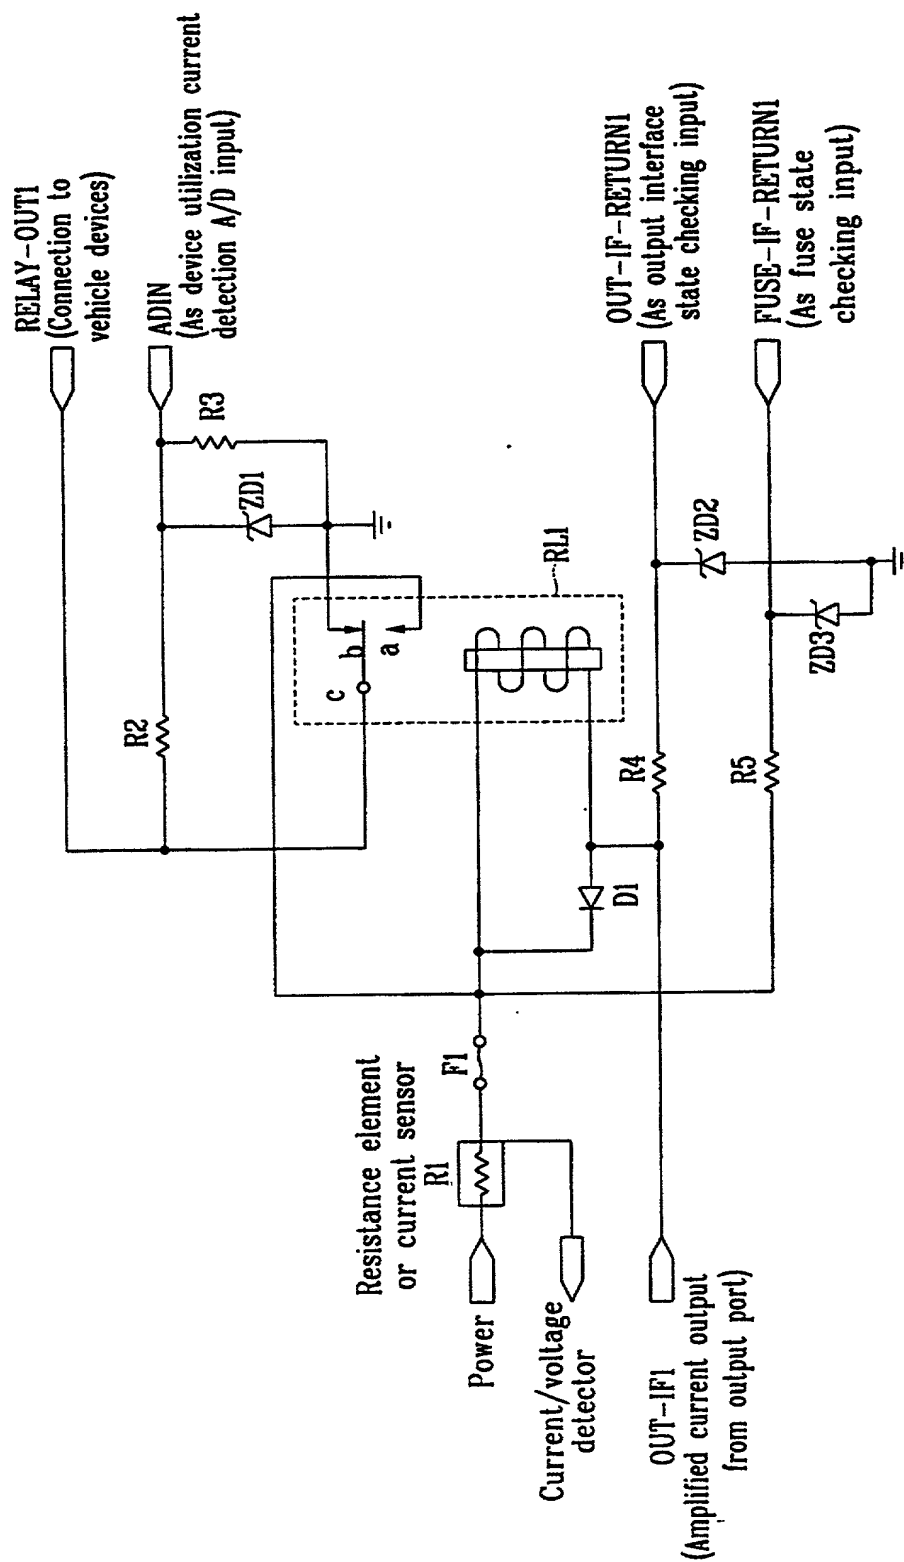 RELAY-OUT1
(Connection to
vehicle devices)
ADIN
(As device utilization current
detection A/D input)
R3
ZD1
R2
c
b
a
RL1
OUT-IF-RETURN1
(As output interface
state checking input)
ZD2
R4
FUSE-IF-RETURN1
(As fuse state
checking input)
ZD3
R5
D1
F1
Resistance element
or current sensor
R1
Power
Current/voltage
detector
OUT-IF1
(Amplified current output
from output port)